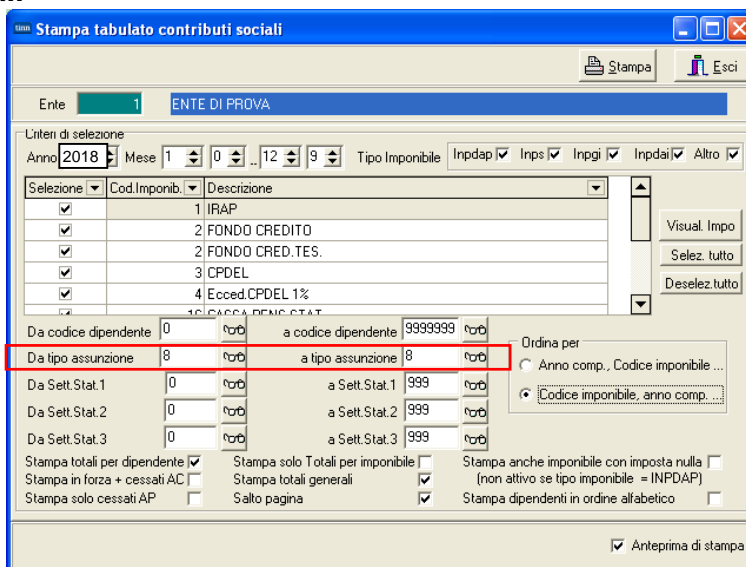 tinn Stampa tabulato contributi sociali
Stampa Esci
Ente 1 ENTE DI PROVA
Criteri di selezione
Anno 2018 Mese 1 0 .. 12 9 Tipo Imponibile Inpdap Inps Inpgi Inpdai Altro
Selezione Cod.Imponib. Descrizione
1 IRAP
2 FONDO CREDITO
2 FONDO CRED.TES.
3 CPDEL
4 Ecced.CPDEL 1%
16 CASSA PENS.STAT.
Visual. Impo
Selez. tutto
Deselez.tutto
Da codice dipendente 0 a codice dipendente 9999999
Da tipo assunzione 8 a tipo assunzione 8
Da Sett.Stat.1 0 a Sett.Stat.1 999
Da Sett.Stat.2 0 a Sett.Stat.2 999
Da Sett.Stat.3 0 a Sett.Stat.3 999
Ordina per
Anno comp., Codice imponibile ...
Codice imponibile, anno comp. ...
Stampa totali per dipendente Stampa solo Totali per imponibile Stampa anche imponibile con imposta nulla
Stampa in forza + cessati AC Stampa totali generali (non attivo se tipo imponibile = INPDAP)
Stampa solo cessati AP Salto pagina Stampa dipendenti in ordine alfabetico
Anteprima di stampa